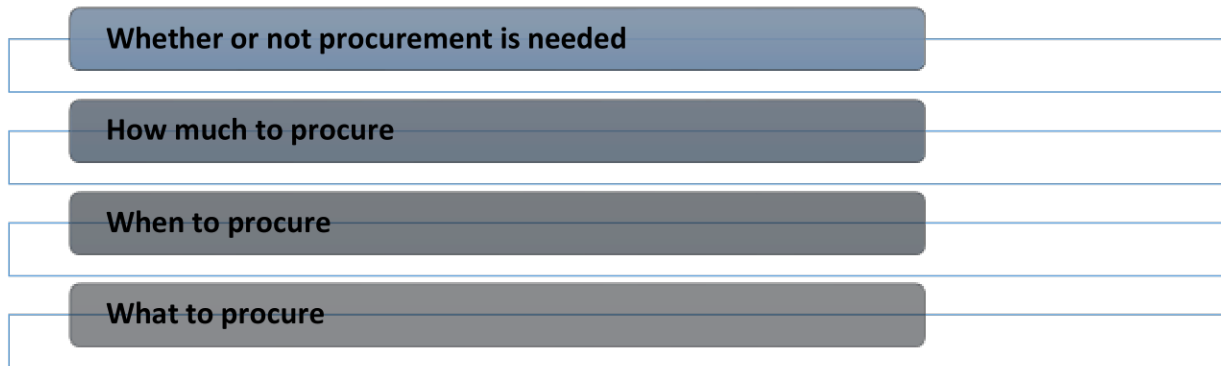 Whether or not procurement is needed
How much to procure
When to procure
What to procure